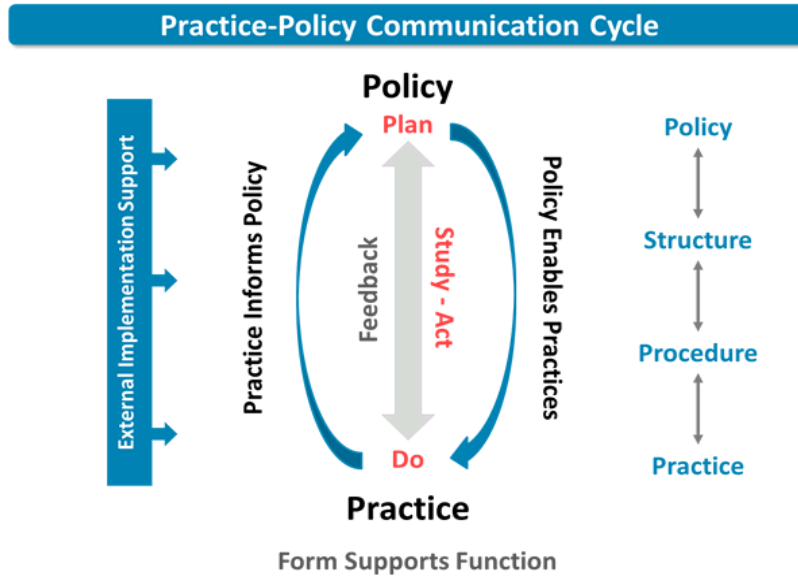 Practice-Policy Communication Cycle
External Implementation Support
Practice Informs Policy
Policy
Plan
Feedback
Study - Act
Do
Practice
Policy Enables Practices
Policy
Structure
Procedure
Practice
Form Supports Function